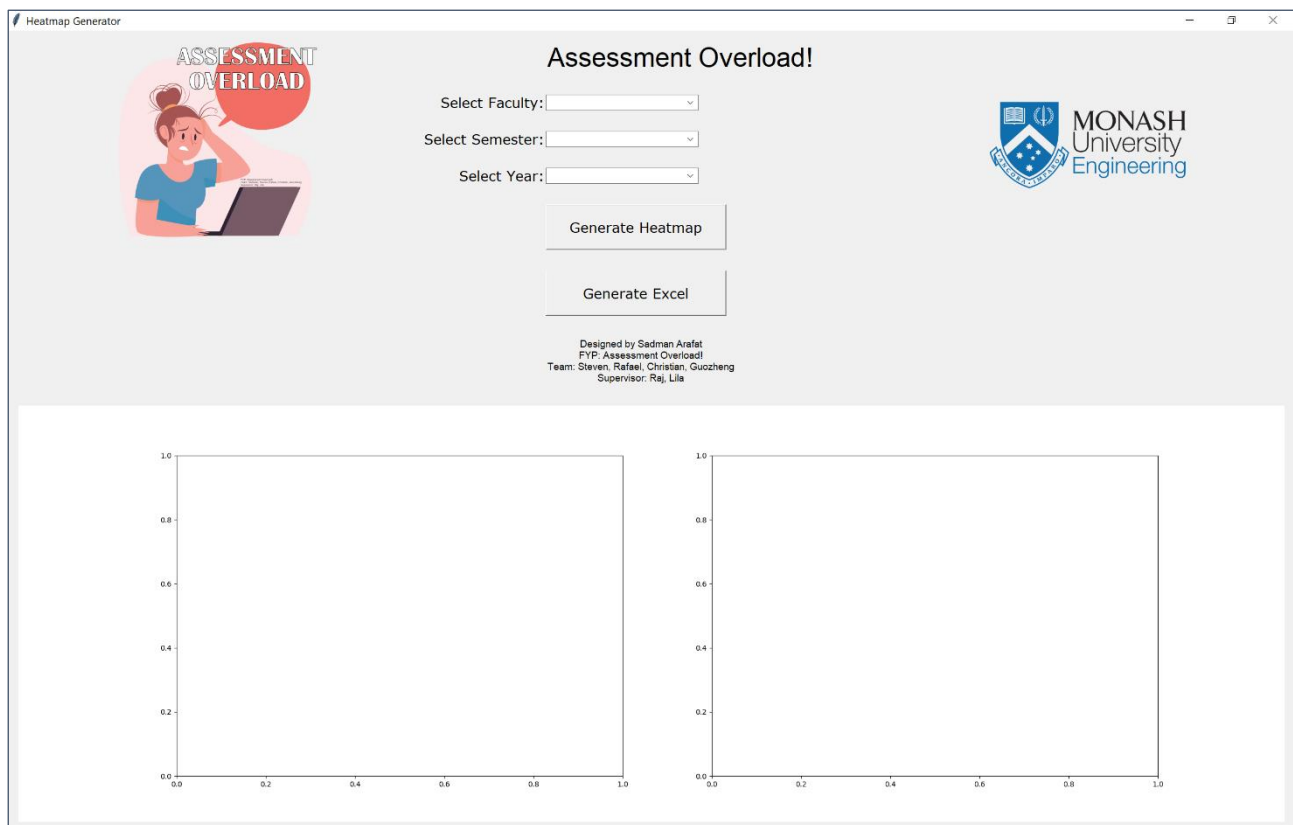 Heatmap Generator
ASSESSMENT
OVERLOAD
Assessment Overload!
Select Faculty:
Select Semester:
Select Year:
Generate Heatmap
Generate Excel
Designed by Sadman Arafat
FYP: Assessment Overload!
Team: Steven, Rafael, Christian, Guozheng
Supervisor: Raj, Lila
MONASH
University
Engineering
ANCORA IMPARO
1.0
0.8
0.6
0.4
0.2
0.0
0.0 0.2 0.4 0.6 0.8 1.0
1.0
0.8
0.6
0.4
0.2
0.0
0.0 0.2 0.4 0.6 0.8 1.0